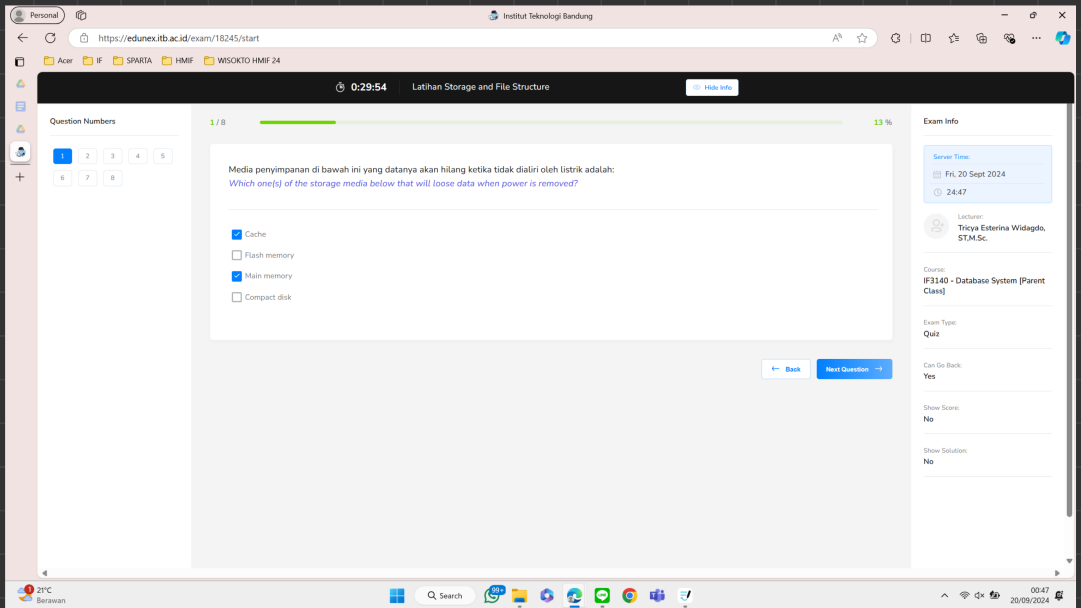 Personal
Institut Teknologi Bandung
https://edunex.itb.ac.id/exam/18245/start
Acer
IF
SPARTA
HMIF
WISOKTO HMIF 24
0:29:54
Latihan Storage and File Structure
Hide Info
Question Numbers
1 2 3 4 5
6 7 8
1 / 8
13 %
Media penyimpanan di bawah ini yang datanya akan hilang ketika tidak dialiri oleh listrik adalah:
Which one(s) of the storage media below that will loose data when power is removed?
Cache
Flash memory
Main memory
Compact disk
Back
Next Question
Exam Info
Server Time:
Fri, 20 Sept 2024
24:47
Lecturer:
Tricya Esterina Widagdo,
ST,M.Sc.
Course:
IF3140 - Database System [Parent
Class]
Exam Type:
Quiz
Can Go Back:
Yes
Show Score:
No
Show Solution:
No
1
21°C
Berawan
Search
99+
00:47
20/09/2024